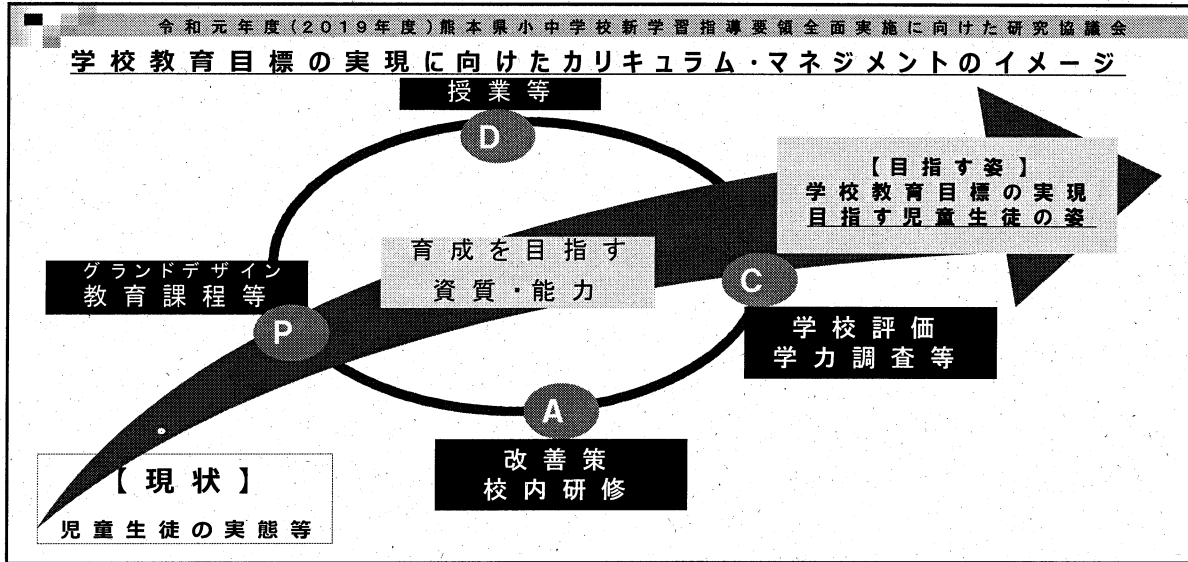 令和元年度(2019年度)熊本県小中学校新学習指導要領全面実施に向けた研究協議会
学校教育目標の実現に向けたカリキュラム・マネジメントのイメージ
授業等
D
【目指す姿】
学校教育目標の実現
目指す児童生徒の姿
育成を目指す
資質・能力
グランドデザイン
教育課程等
P
C
学校評価
学力調査等
A
改善策
校内研修
【現状】
児童生徒の実態等